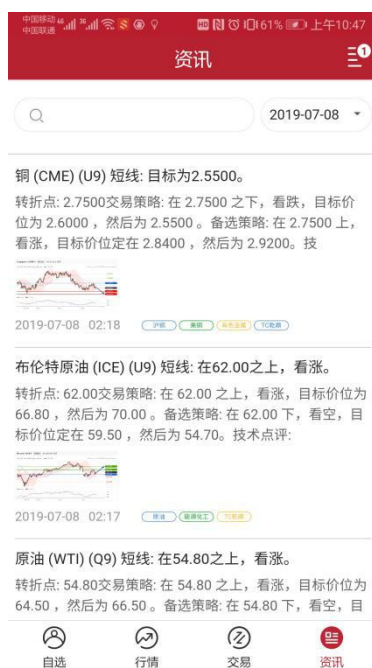 中国移动 46 36 HD 61% 上午10:47
中国联通
资讯
0
2019-07-08
铜 (CME) (U9) 短线: 目标为2.5500。
转折点: 2.7500交易策略: 在 2.7500 之下，看跌，目标价
位为 2.6000 ，然后为 2.5500 。备选策略: 在 2.7500 上，
看涨，目标价位定在 2.8400 ，然后为 2.9200。技
2019-07-08 02:18 沪铜 美铜 有色金属 TC乾颠
布伦特原油 (ICE) (U9) 短线: 在62.00之上，看涨。
转折点: 62.00交易策略: 在 62.00 之上，看涨，目标价位为
66.80 ，然后为 70.00 。备选策略: 在 62.00 下，看空，目
标价位定在 59.50 ，然后为 54.70。技术点评:
2019-07-08 02:17 原油 能源化工
原油 (WTI) (Q9) 短线: 在54.80之上，看涨。
转折点: 54.80交易策略: 在 54.80 之上，看涨，目标价位为
64.50 ，然后为 66.50 。备选策略: 在 54.80 下，看空，目
自选 行情 交易 资讯